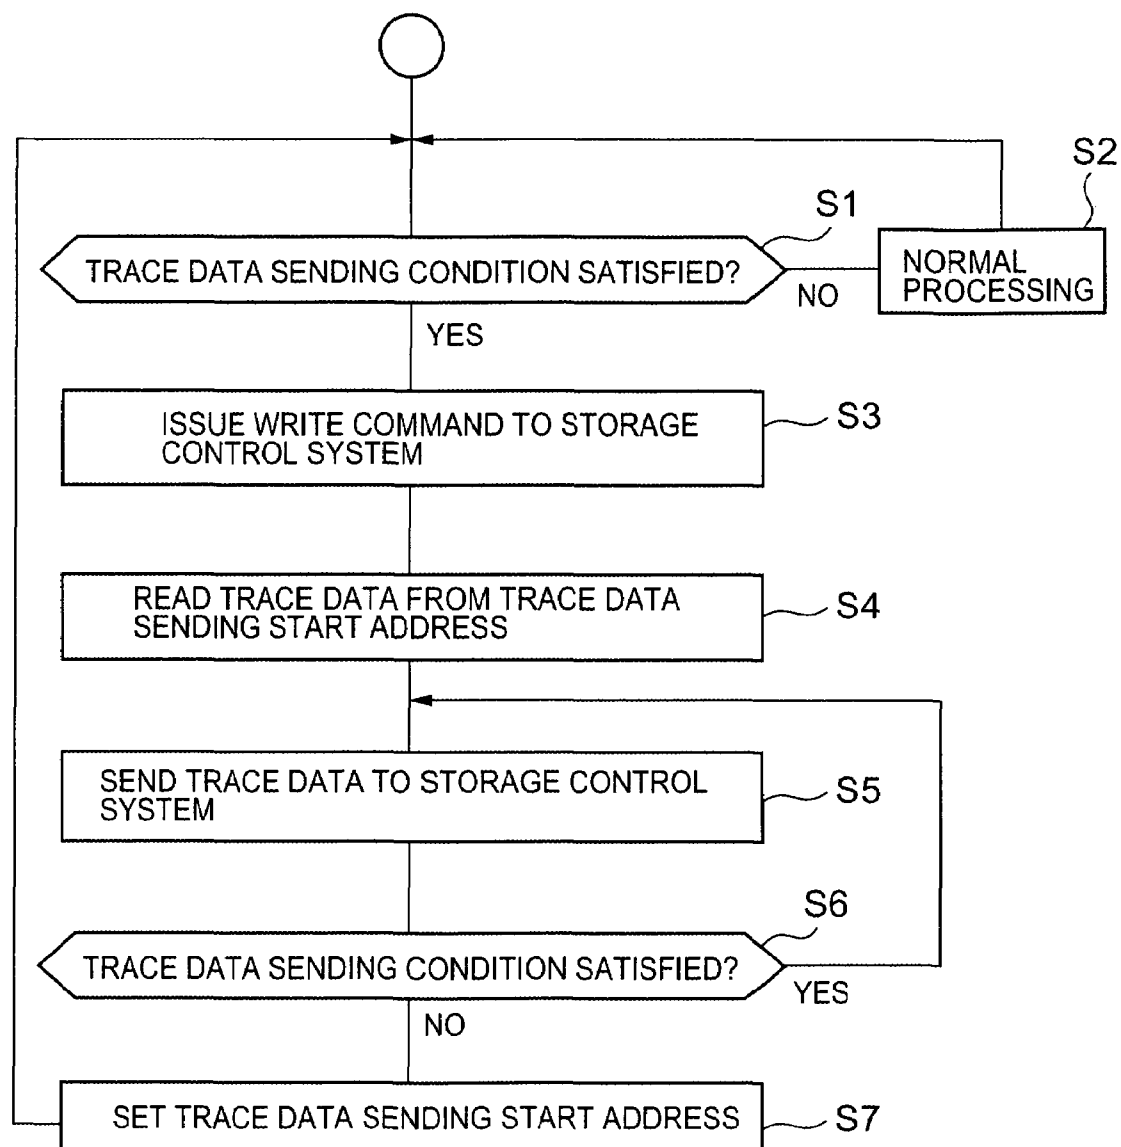 S2
S1
TRACE DATA SENDING CONDITION SATISFIED?
NORMAL
PROCESSING
NO
YES
ISSUE WRITE COMMAND TO STORAGE
CONTROL SYSTEM
S3
READ TRACE DATA FROM TRACE DATA
SENDING START ADDRESS
S4
SEND TRACE DATA TO STORAGE CONTROL
SYSTEM
S5
S6
TRACE DATA SENDING CONDITION SATISFIED?
YES
NO
SET TRACE DATA SENDING START ADDRESS
S7